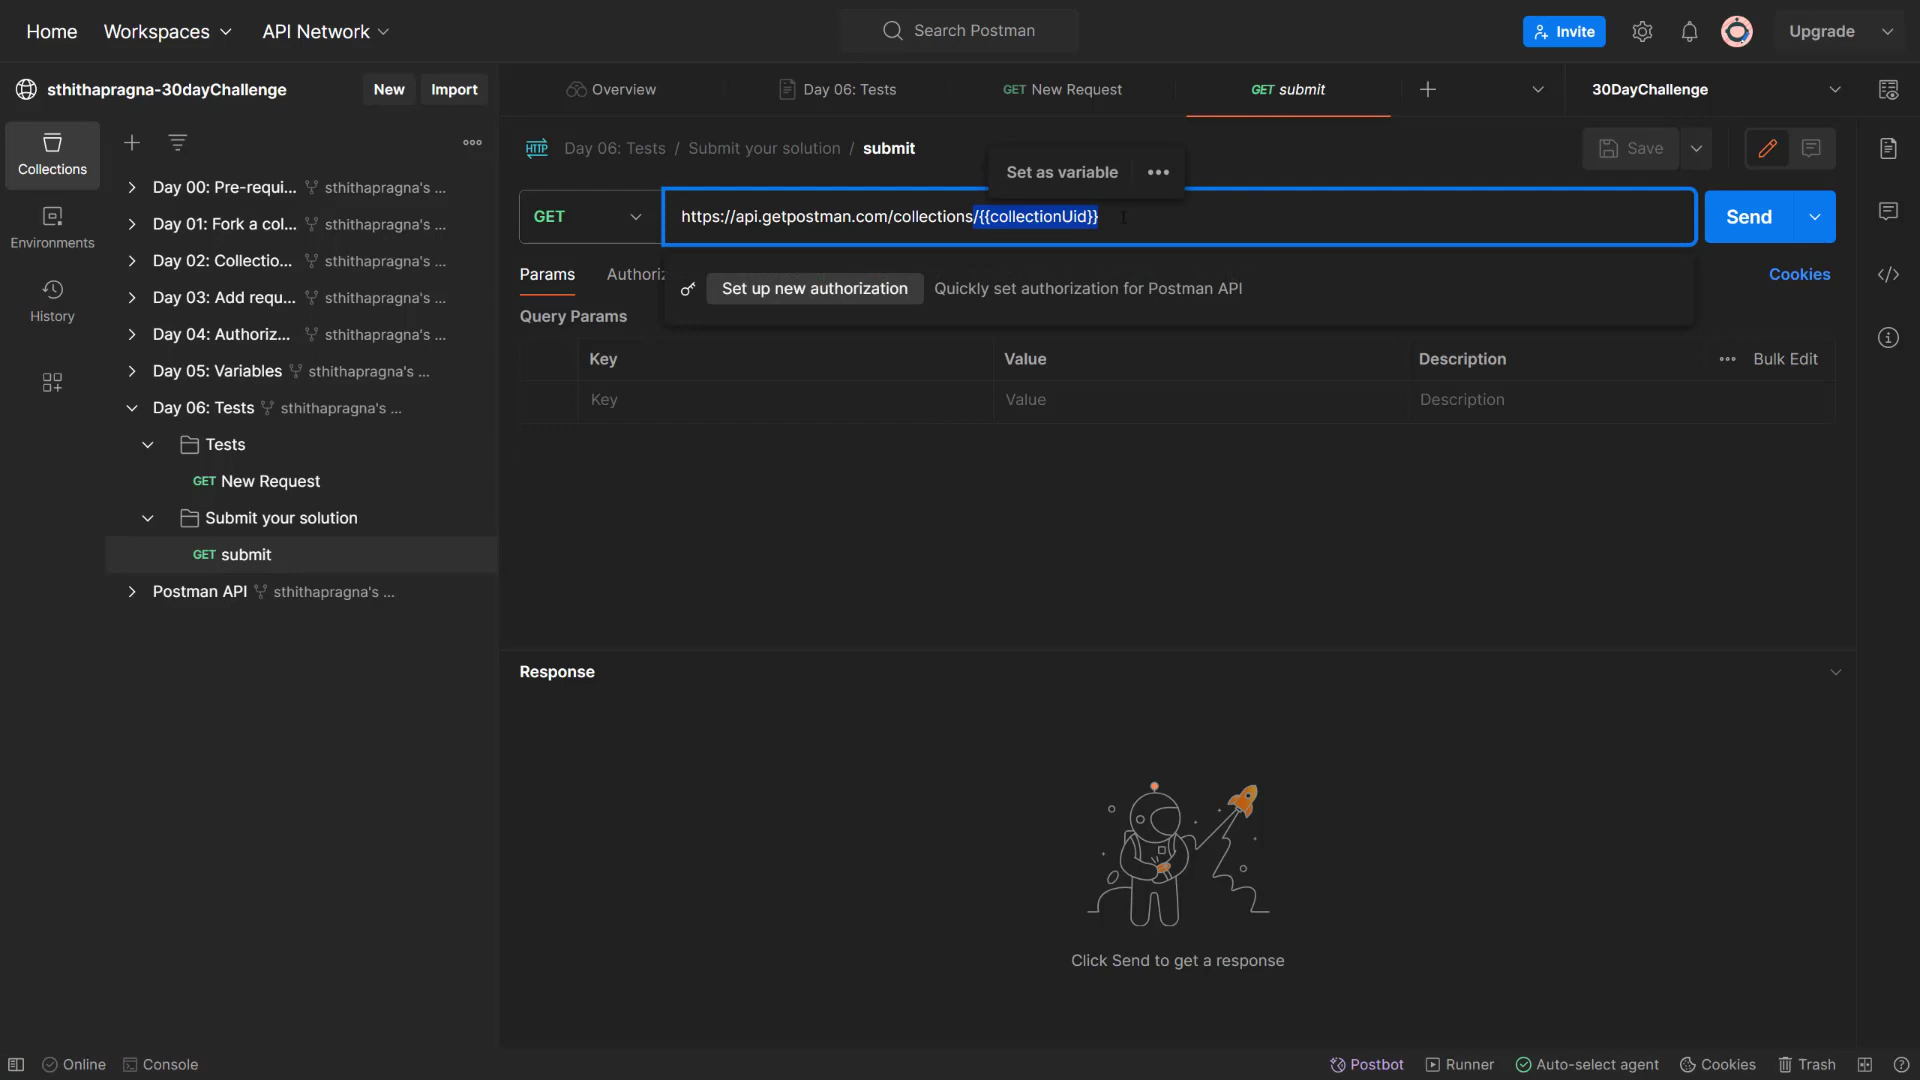 Home Workspaces API Network Search Postman Invite Upgrade
sthithapragna-30dayChallenge New Import
Overview Day 06: Tests GET New Request GET submit 30DayChallenge
Collections
Environments
History
Day 00: Pre-requi... sthithapragna's ...
Day 01: Fork a col... sthithapragna's ...
Day 02: Collectio... sthithapragna's ...
Day 03: Add requ... sthithapragna's ...
Day 04: Authoriz... sthithapragna's ...
Day 05: Variables sthithapragna's ...
Day 06: Tests sthithapragna's ...
Tests
GET New Request
Submit your solution
GET submit
Postman API sthithapragna's ...
HTTP Day 06: Tests / Submit your solution / submit Save
Set as variable
GET https://api.getpostman.com/collections/{{collectionUid}} Send
Params Authoriz Cookies
Set up new authorization Quickly set authorization for Postman API
Query Params
Key Value Description Bulk Edit
Key Value Description
Response
Click Send to get a response
Online Console Postbot Runner Auto-select agent Cookies Trash